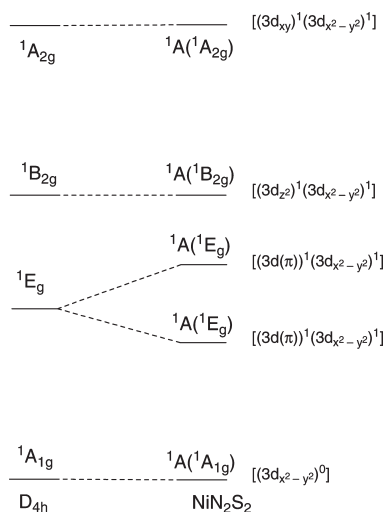 ¹A₂g ¹A(¹A₂g) [(3dxy)¹(3dx² – y²)¹]
¹B₂g ¹A(¹B₂g) [(3dz²)¹(3dx² – y²)¹]
¹A(¹Eg) [(3d(π))¹(3dx² – y²)¹]
¹Eg
¹A(¹Eg) [(3d(π))¹(3dx² – y²)¹]
¹A₁g ¹A(¹A₁g) [(3dx² – y²)⁰]
D₄h NiN₂S₂